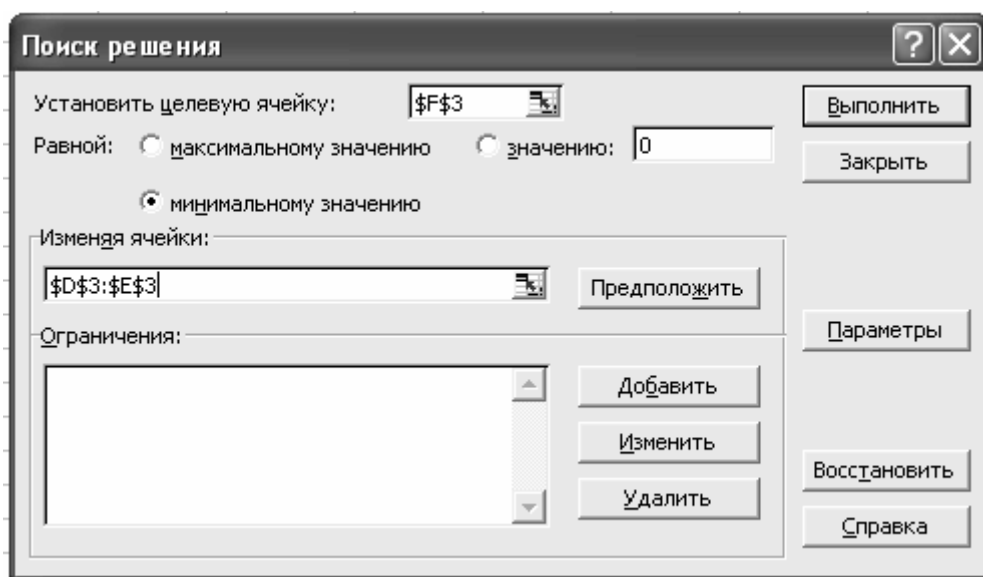 Поиск решения
Установить целевую ячейку: $F$3
Выполнить
Равной: максимальному значению значению: 0
Закрыть
минимальному значению
Изменяя ячейки:
$D$3:$E$3
Предположить
Ограничения:
Параметры
Добавить
Изменить
Восстановить
Удалить
Справка